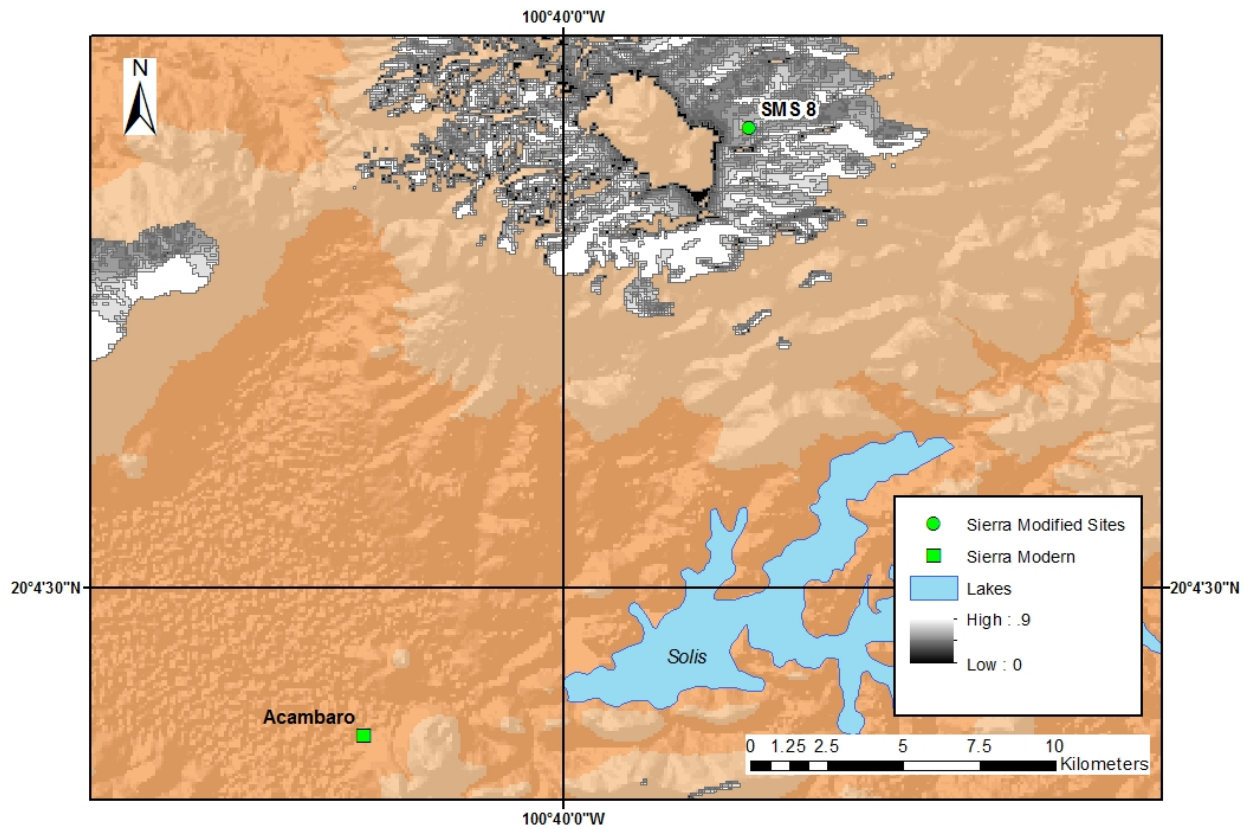 100°40'0"W
N
SMS 8
20°4'30"N
20°4'30"N
Sierra Modified Sites
Sierra Modern
Lakes
High : .9
Low : 0
Solis
Acambaro
0 1.25 2.5 5 7.5 10
Kilometers
100°40'0"W